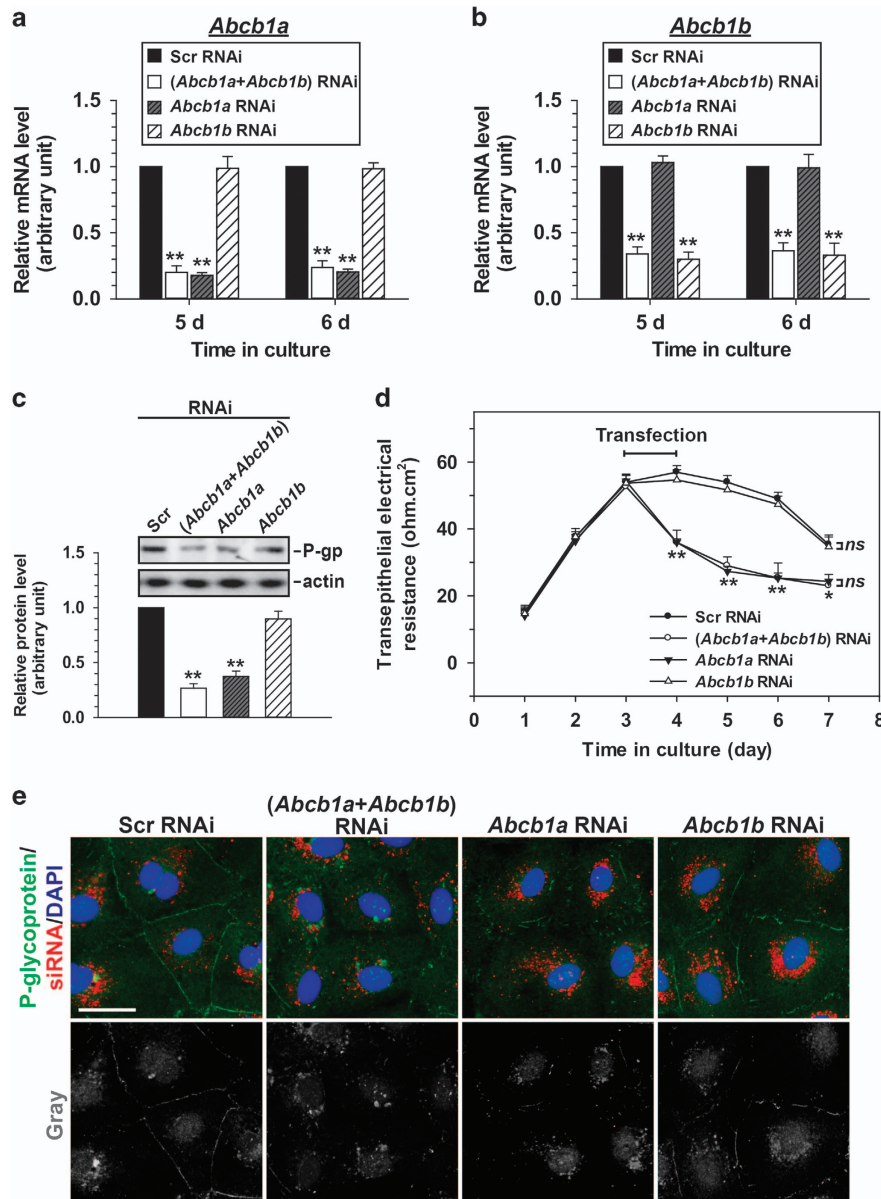 a
Abcb1a
Scr RNAi
(Abcb1a+Abcb1b) RNAi
Abcb1a RNAi
Abcb1b RNAi
Relative mRNA level
(arbitrary unit)
1.5
1.0
0.5
0.0
** **
** **
5 d
6 d
Time in culture
b
Abcb1b
Scr RNAi
(Abcb1a+Abcb1b) RNAi
Abcb1a RNAi
Abcb1b RNAi
Relative mRNA level
(arbitrary unit)
1.5
1.0
0.5
0.0
** **
** **
5 d
6 d
Time in culture
c
RNAi
Scr
(Abcb1a+Abcb1b)
Abcb1a
Abcb1b
P-gp
actin
Relative protein level
(arbitrary unit)
1.5
1.0
0.5
0.0
** **
d
Transfection
Transepithelial electrical
resistance (ohm.cm²)
60
40
20
0
ns
ns
** ** ** *
Scr RNAi
(Abcb1a+Abcb1b) RNAi
Abcb1a RNAi
Abcb1b RNAi
0 1 2 3 4 5 6 7 8
Time in culture (day)
e
Scr RNAi
(Abcb1a+Abcb1b)
RNAi
Abcb1a RNAi
Abcb1b RNAi
P-glycoprotein/
siRNA/DAPI
Gray